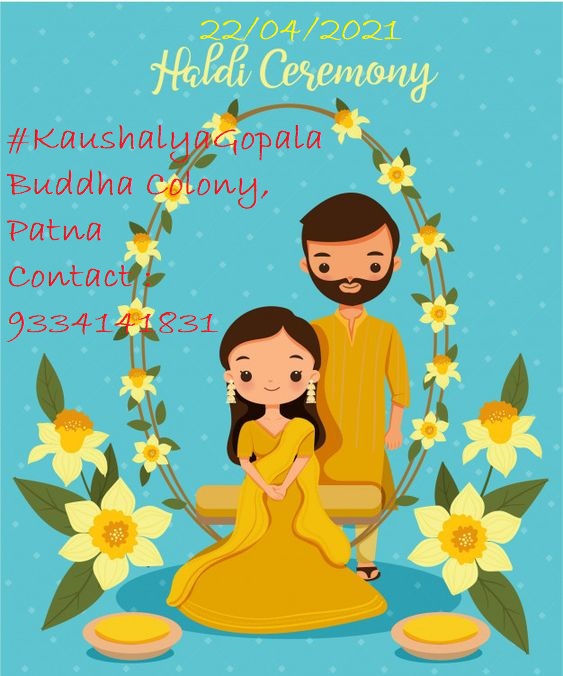 22/04/2021
Haldi Ceremony
#KaushalyaGopala
Buddha Colony,
Patna
Contact :
9334141831